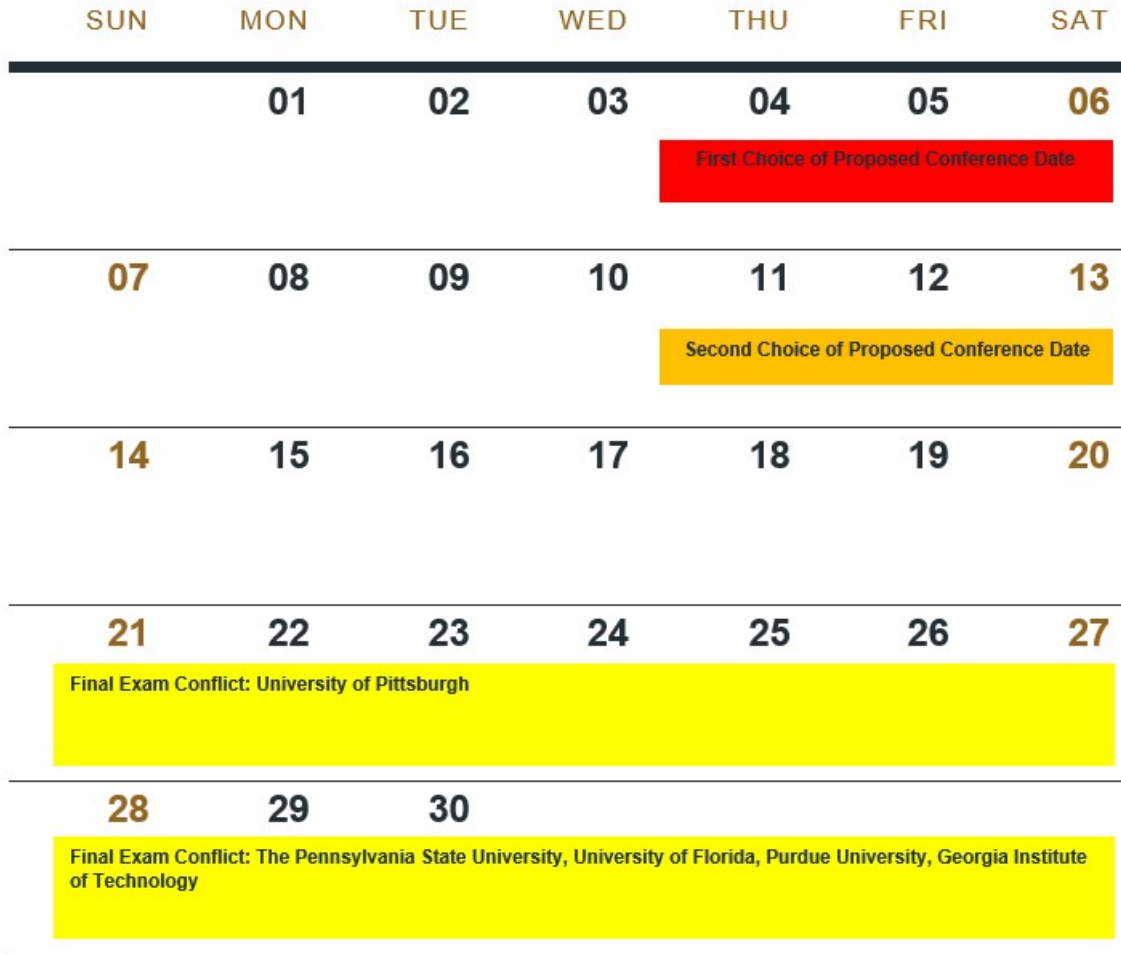 SUN MON TUE WED THU FRI SAT
01 02 03 04 05 06
First Choice of Proposed Conference Date
07 08 09 10 11 12 13
Second Choice of Proposed Conference Date
14 15 16 17 18 19 20
21 22 23 24 25 26 27
Final Exam Conflict: University of Pittsburgh
28 29 30
Final Exam Conflict: The Pennsylvania State University, University of Florida, Purdue University, Georgia Institute
of Technology